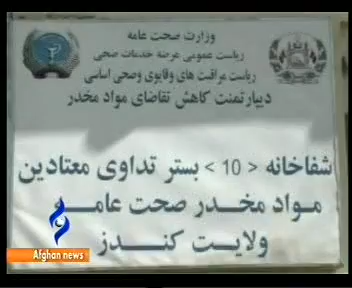 وزارت صحت عامه
ریاست عمومی عرضه خدمات صحی
ریاست مراقبت های وقایوی وصحی اساسی
دیپارتمنت کاهش تقاضای مواد مخدر
شفاخانه < 10 > بستر تداوی معتادین
مواد مخدر صحت عامه
ولایت کندز
Afghan news